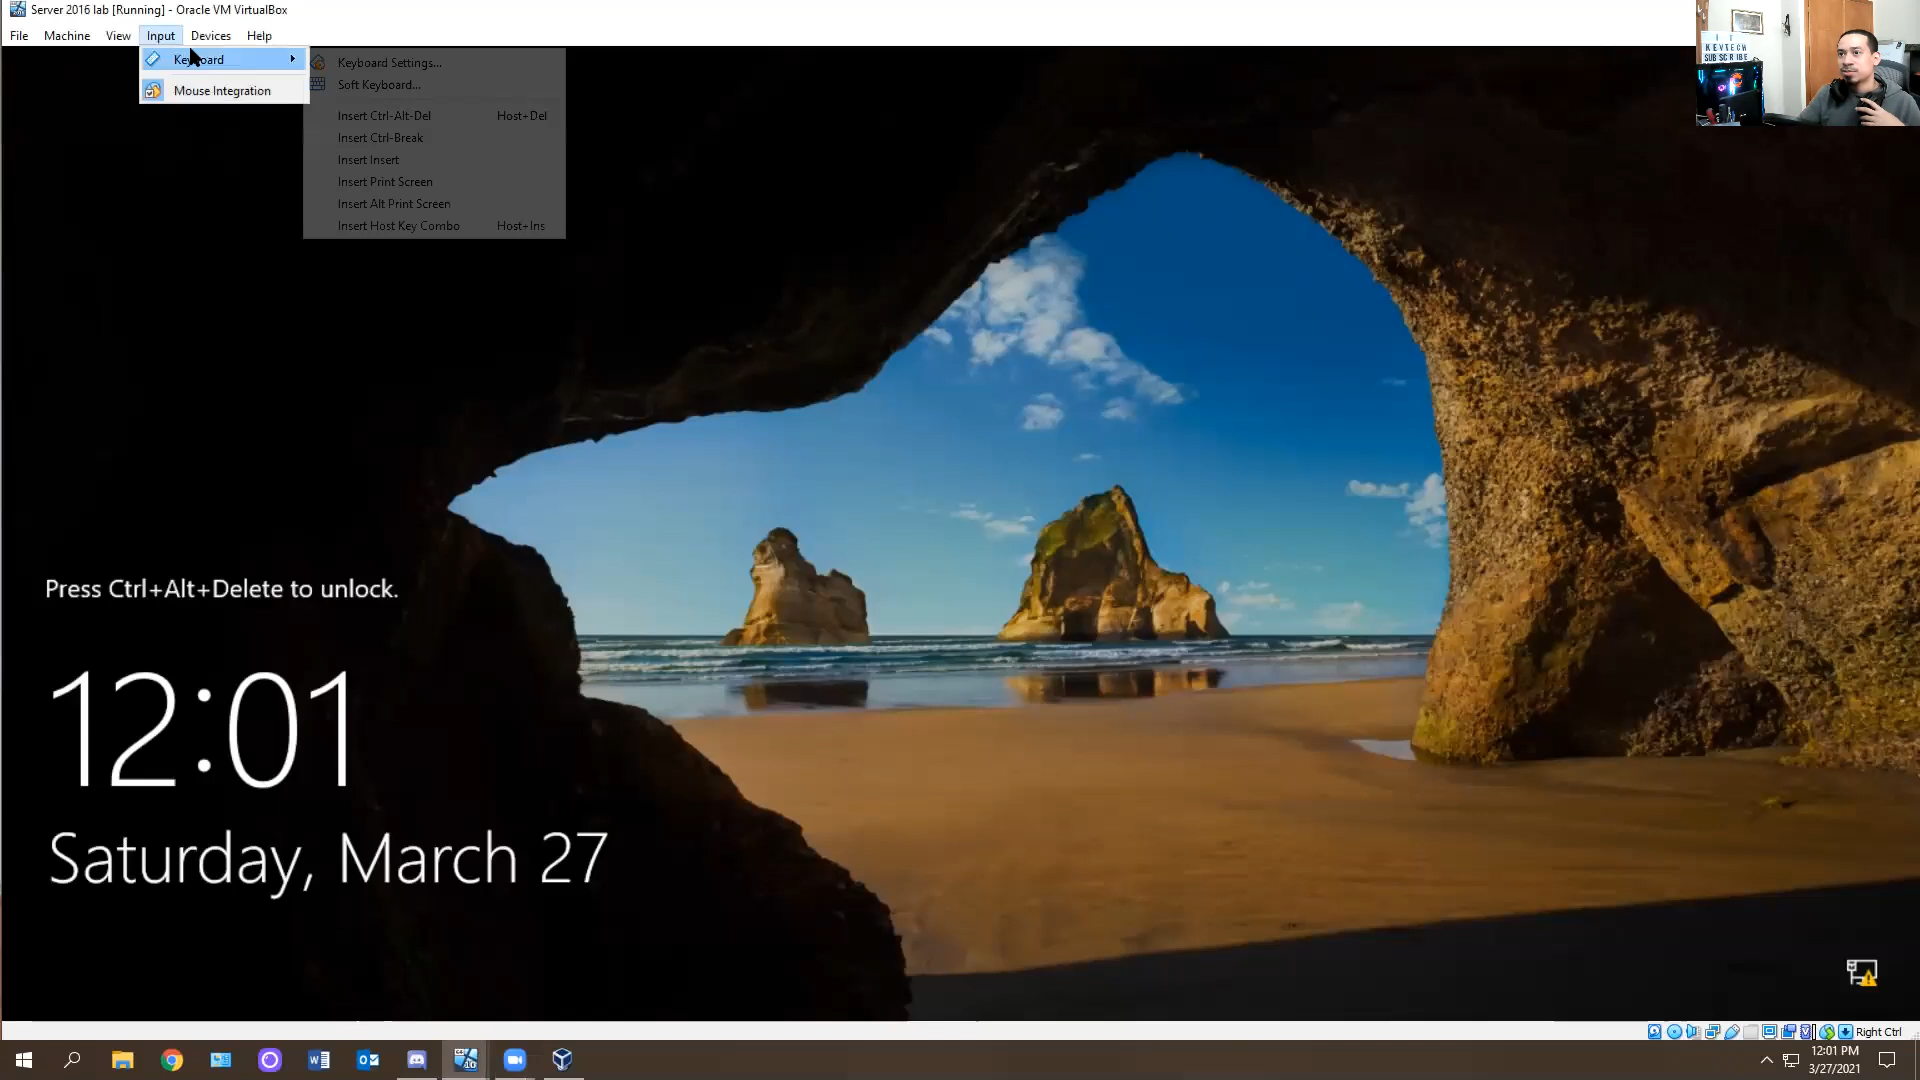 Server 2016 lab [Running] - Oracle VM VirtualBox
File Machine View Input Devices Help
Keyboard
Mouse Integration
Keyboard Settings...
Soft Keyboard...
Insert Ctrl-Alt-Del Host+Del
Insert Ctrl-Break
Insert Insert
Insert Print Screen
Insert Alt Print Screen
Insert Host Key Combo Host+Ins
IT
KEVTECH
SUBSCRIBE
Press Ctrl+Alt+Delete to unlock.
12:01
Saturday, March 27
Right Ctrl
12:01 PM
3/27/2021